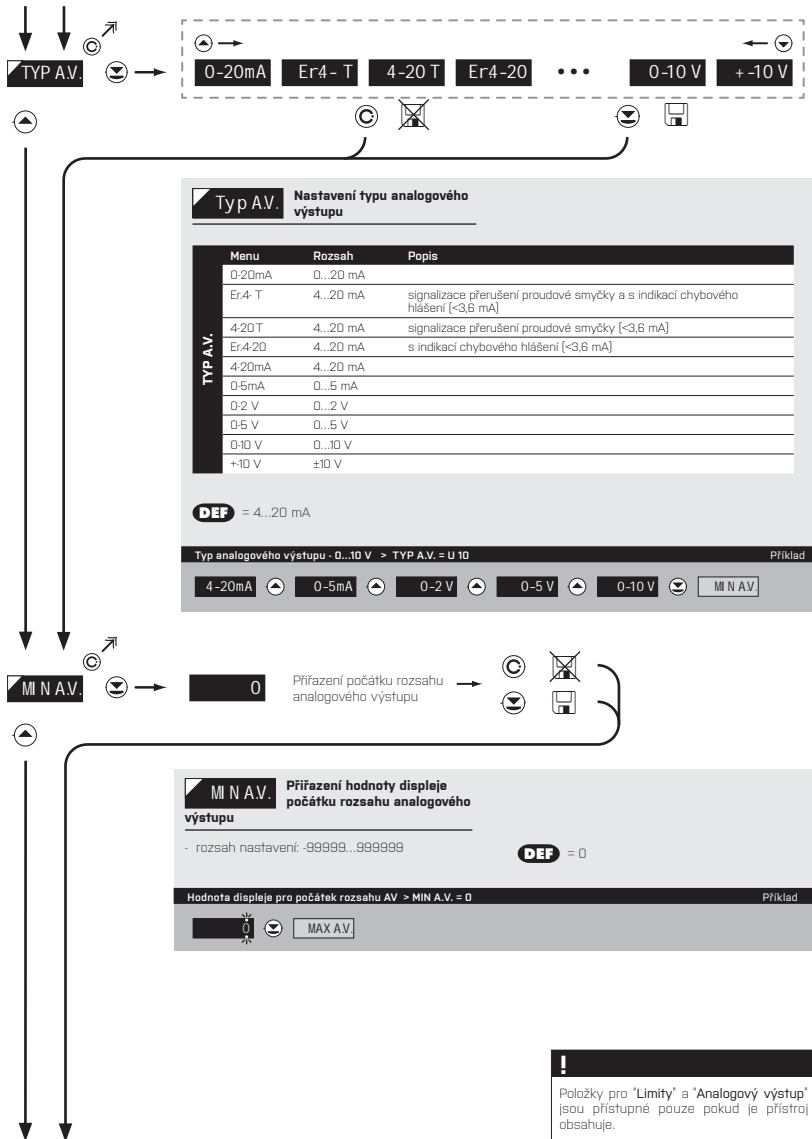 TYP A.V.
0-20mA Er4- T 4-20 T Er4-20 ••• 0-10 V +-10 V
Typ A.V. Nastavení typu analogového
výstupu
Menu Rozsah Popis
TYP A.V.
0-20mA 0...20 mA
Er.4- T 4...20 mA signalizace přerušení proudové smyčky a s indikací chybového
hlášení (<3,6 mA)
4-20 T 4...20 mA signalizace přerušení proudové smyčky (<3,6 mA)
Er.4-20 4...20 mA s indikací chybového hlášení (<3,6 mA)
4-20mA 4...20 mA
0-5mA 0...5 mA
0-2 V 0...2 V
0-5 V 0...5 V
0-10 V 0...10 V
+-10 V ±10 V
DEF = 4...20 mA
Typ analogového výstupu - 0...10 V > TYP A.V. = U 10 Příklad
4-20mA 0-5mA 0-2 V 0-5 V 0-10 V MIN A.V.
MIN A.V. 0 Přiřazení počátku rozsahu
analogového výstupu
MIN A.V. Přiřazení hodnoty displeje
počátku rozsahu analogového
výstupu
- rozsah nastavení: -99999...999999 DEF = 0
Hodnota displeje pro počátek rozsahu AV > MIN A.V. = 0 Příklad
0 MAX A.V.
!
Položky pro "Limity" a "Analogový výstup"
jsou přístupné pouze pokud je přístroj
obsahuje.